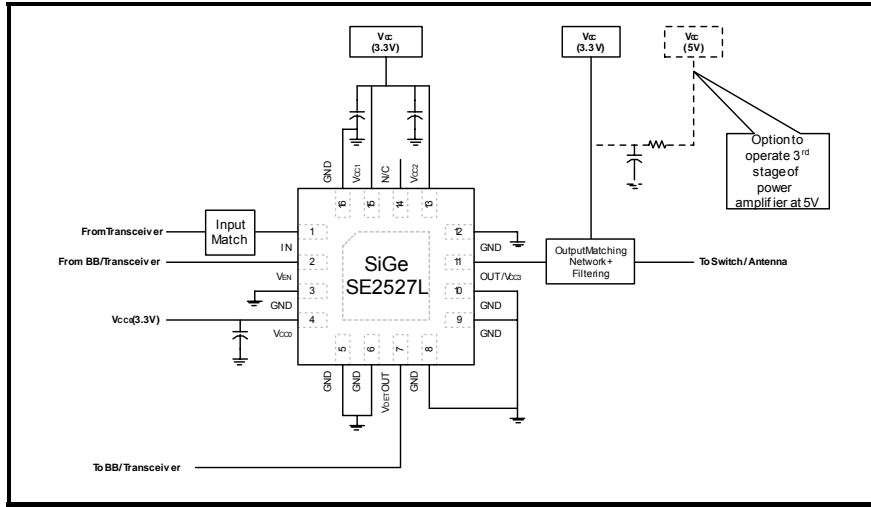 Vcc
(3.3V)
Vcc
(3.3V)
Vcc
(5V)
Option to
operate 3rd
stage of
power
amplifier at 5V
GND
VCC1
N/C
VCC2
16
15
14
13
From Transceiver
Input
Match
1
IN
From BB/Transceiver
2
VEN
3
GND
Vcc0(3.3V)
4
VCC0
SiGe
SE2527L
12
GND
11
OUT/VCC3
10
GND
9
GND
Output Matching
Network +
Filtering
To Switch/Antenna
5
6
7
8
GND
GND
VDETOUT
GND
To BB/Transceiver